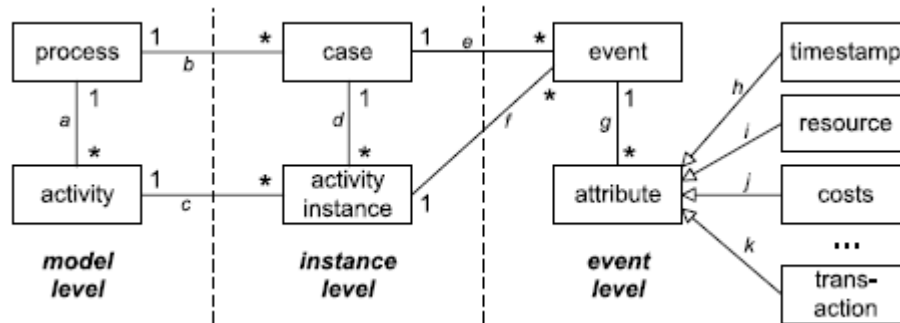 process 1 b * case 1 e * event timestamp
1 1 * 1 h
a d f g i resource
* * *
activity 1 c * activity instance 1 attribute j costs
k ...
model level
instance level
event level
trans-
action